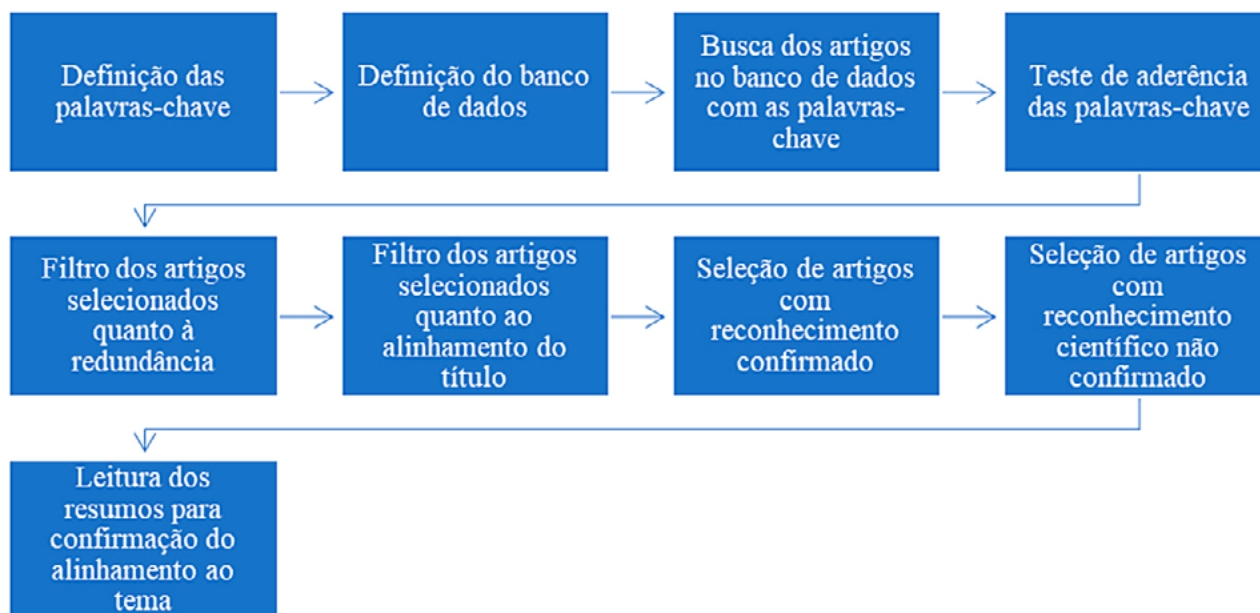 Definição das
palavras-chave
Definição do banco
de dados
Busca dos artigos
no banco de dados
com as palavras-
chave
Teste de aderência
das palavras-chave
Filtro dos artigos
selecionados
quanto à
redundância
Filtro dos artigos
selecionados
quanto ao
alinhamento do
título
Seleção de artigos
com
reconhecimento
confirmado
Seleção de artigos
com
reconhecimento
científico não
confirmado
Leitura dos
resumos para
confirmação do
alinhamento ao
tema